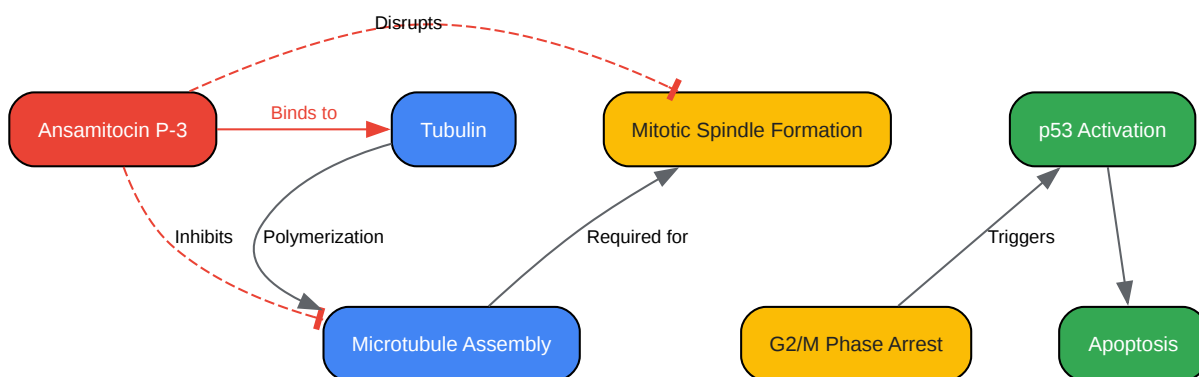 Disrupts
Ansamitocin P-3
Binds to
Tubulin
Mitotic Spindle Formation
p53 Activation
Inhibits
Polymerization
Required for
Triggers
Microtubule Assembly
G2/M Phase Arrest
Apoptosis